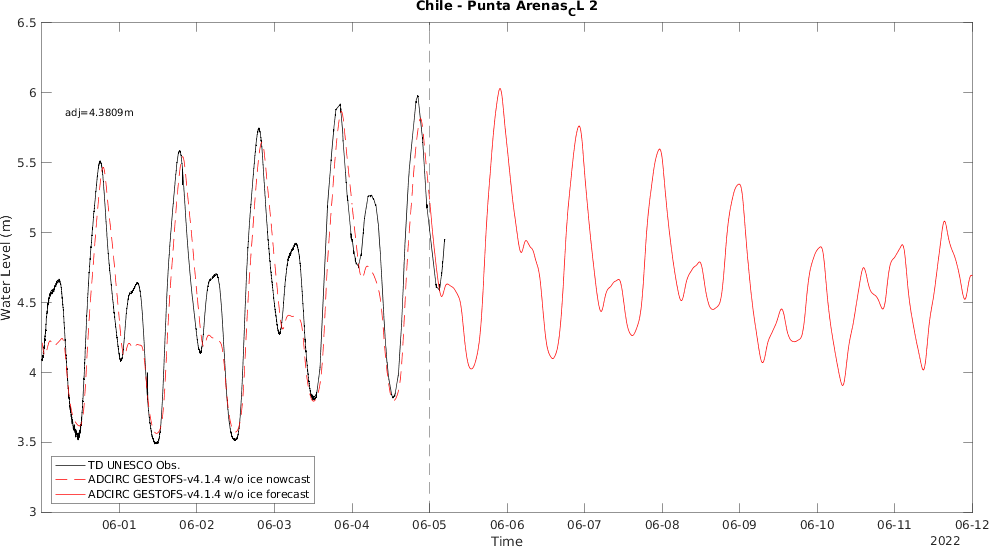 Chile - Punta Arenas_CL 2
6.5
6
5.5
5
4.5
4
3.5
3
Water Level (m)
adj=4.3809m
TD UNESCO Obs.
ADCIRC GESTOFS-v4.1.4 w/o ice nowcast
ADCIRC GESTOFS-v4.1.4 w/o ice forecast
06-01 06-02 06-03 06-04 06-05 06-06 06-07 06-08 06-09 06-10 06-11 06-12
Time
2022